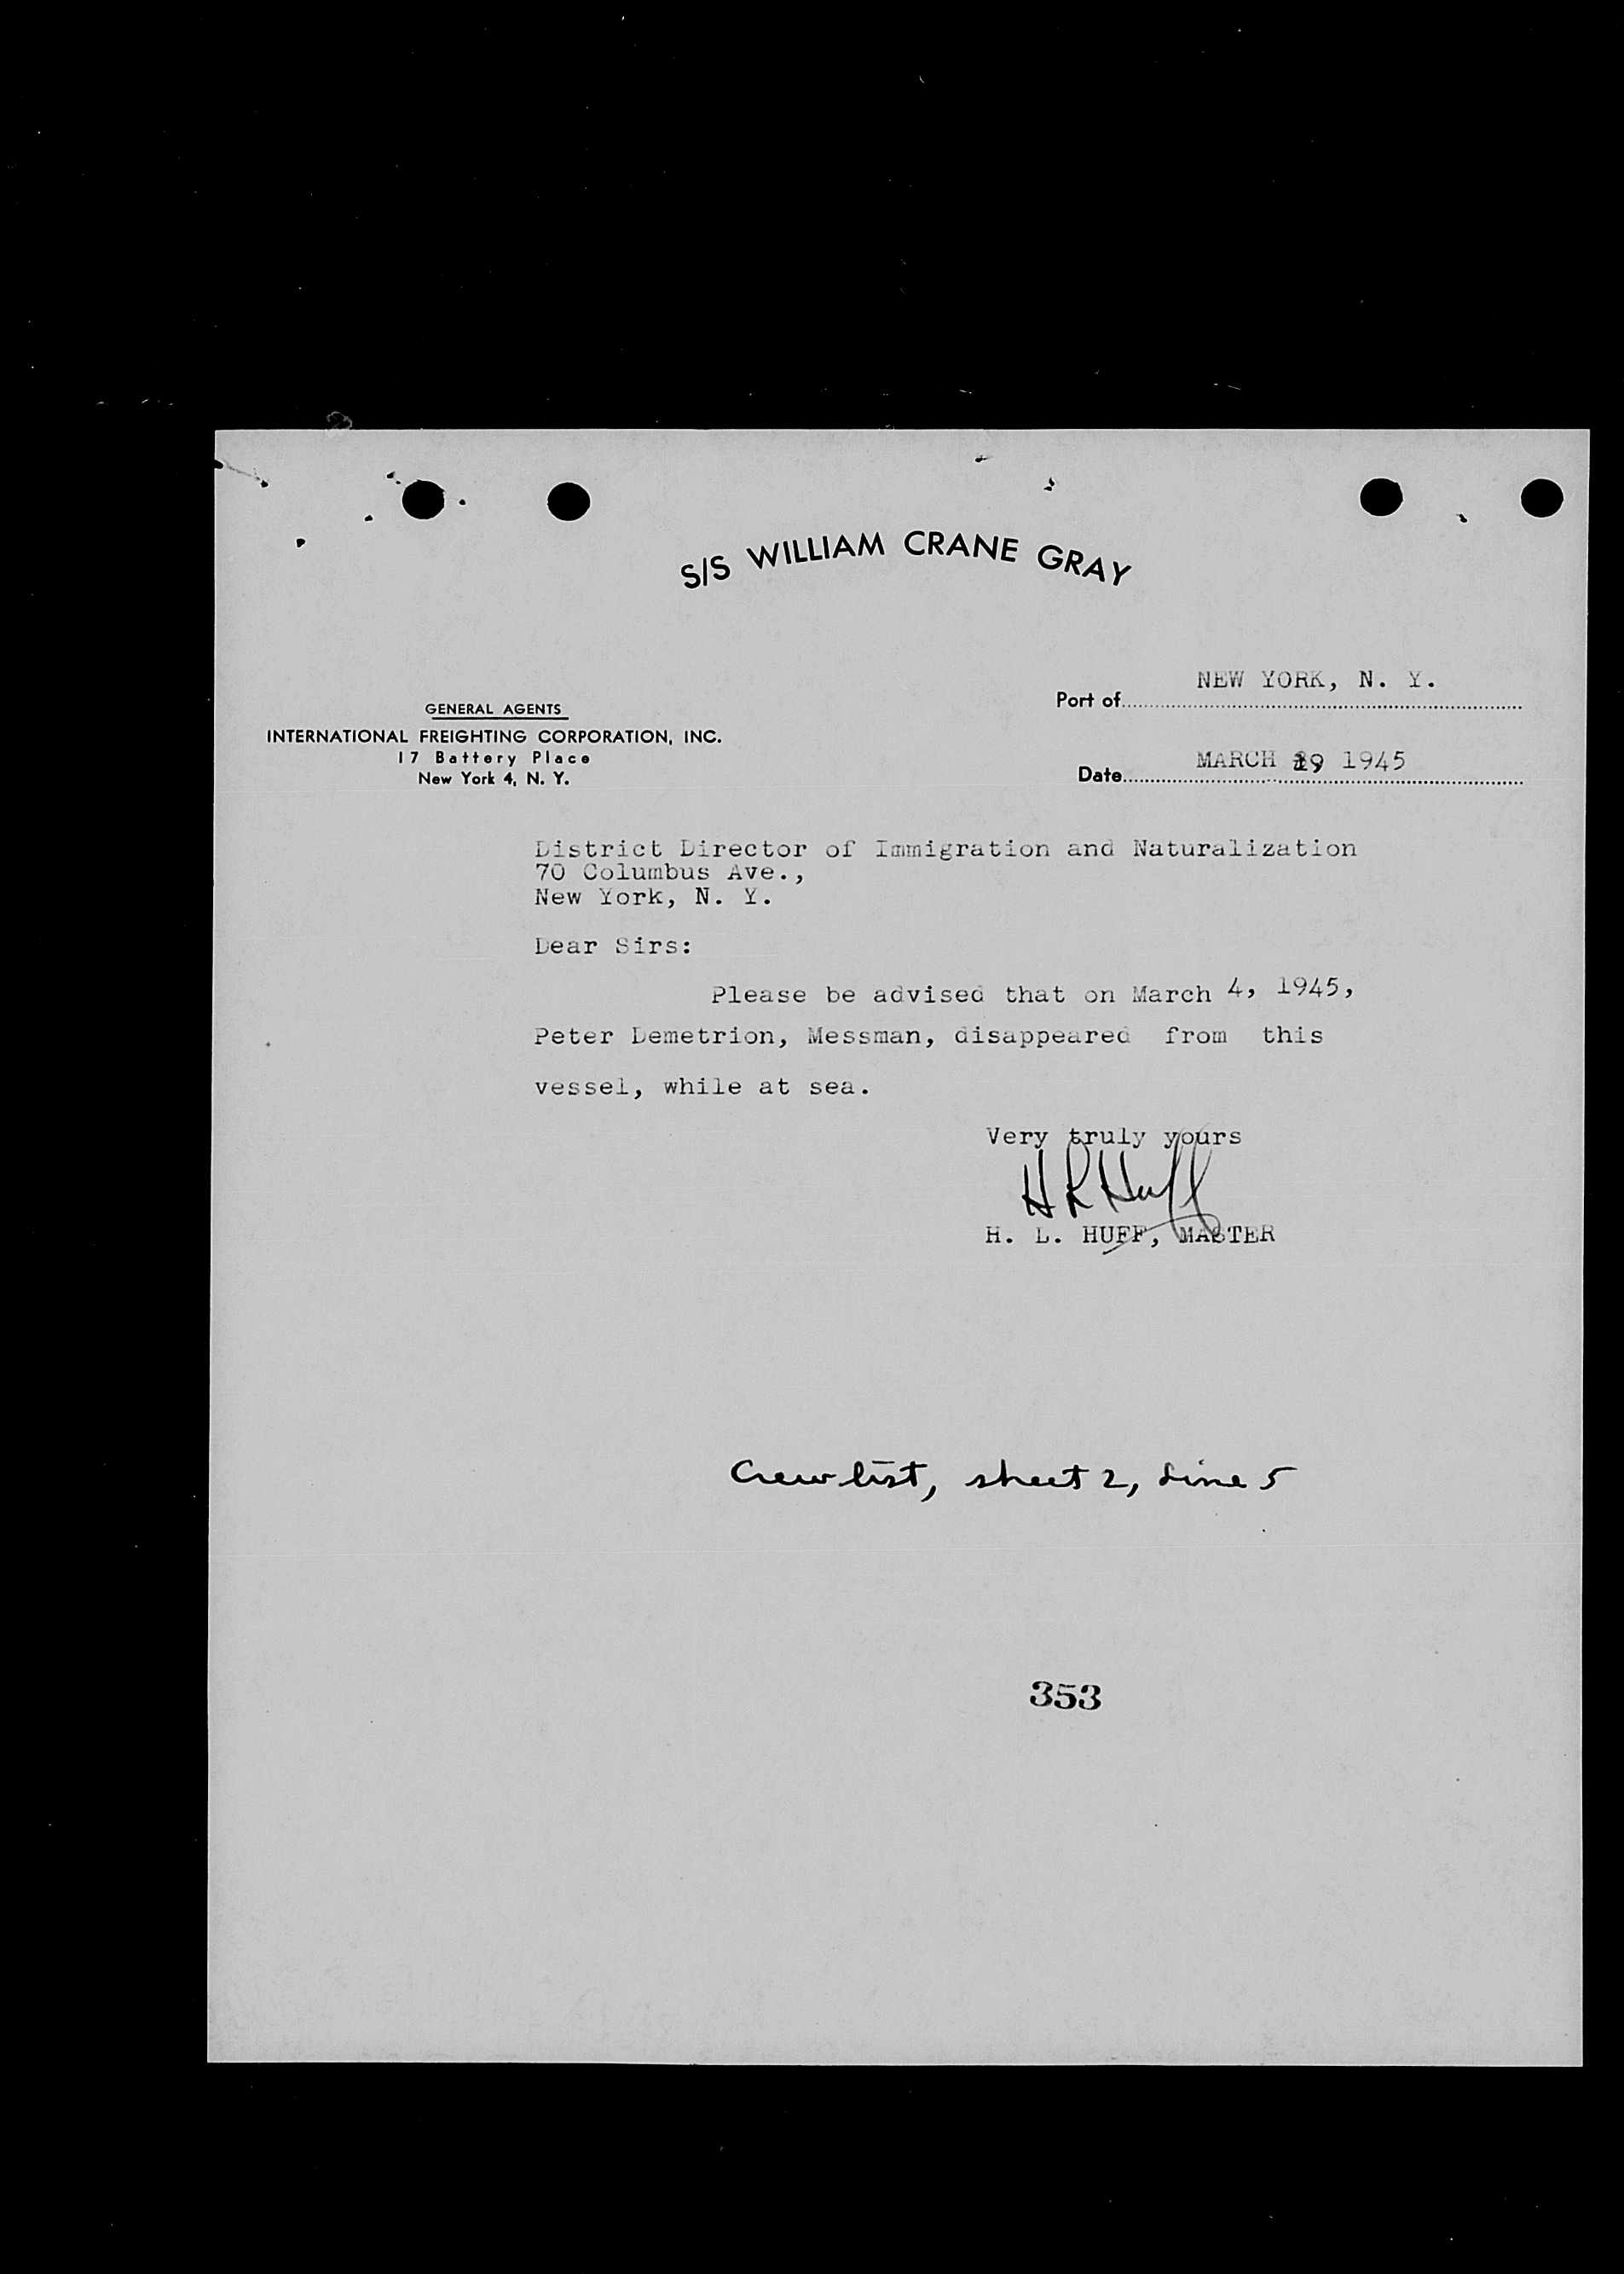 S/S WILLIAM CRANE GRAY
GENERAL AGENTS
INTERNATIONAL FREIGHTING CORPORATION, INC.
17 Battery Place
New York 4, N. Y.
Port of NEW YORK, N. Y.
Date MARCH 1945
District Director of Immigration and Naturalization
70 Columbus Ave.,
New York, N. Y.
Dear Sirs:
Please be advised that on March 4, 1945,
Peter Demetrion, Messman, disappeared from this
vessel, while at sea.
Very truly yours
H L Huff
H. L. HUFF, MASTER
Crew list, sheet 2, Line 5
353